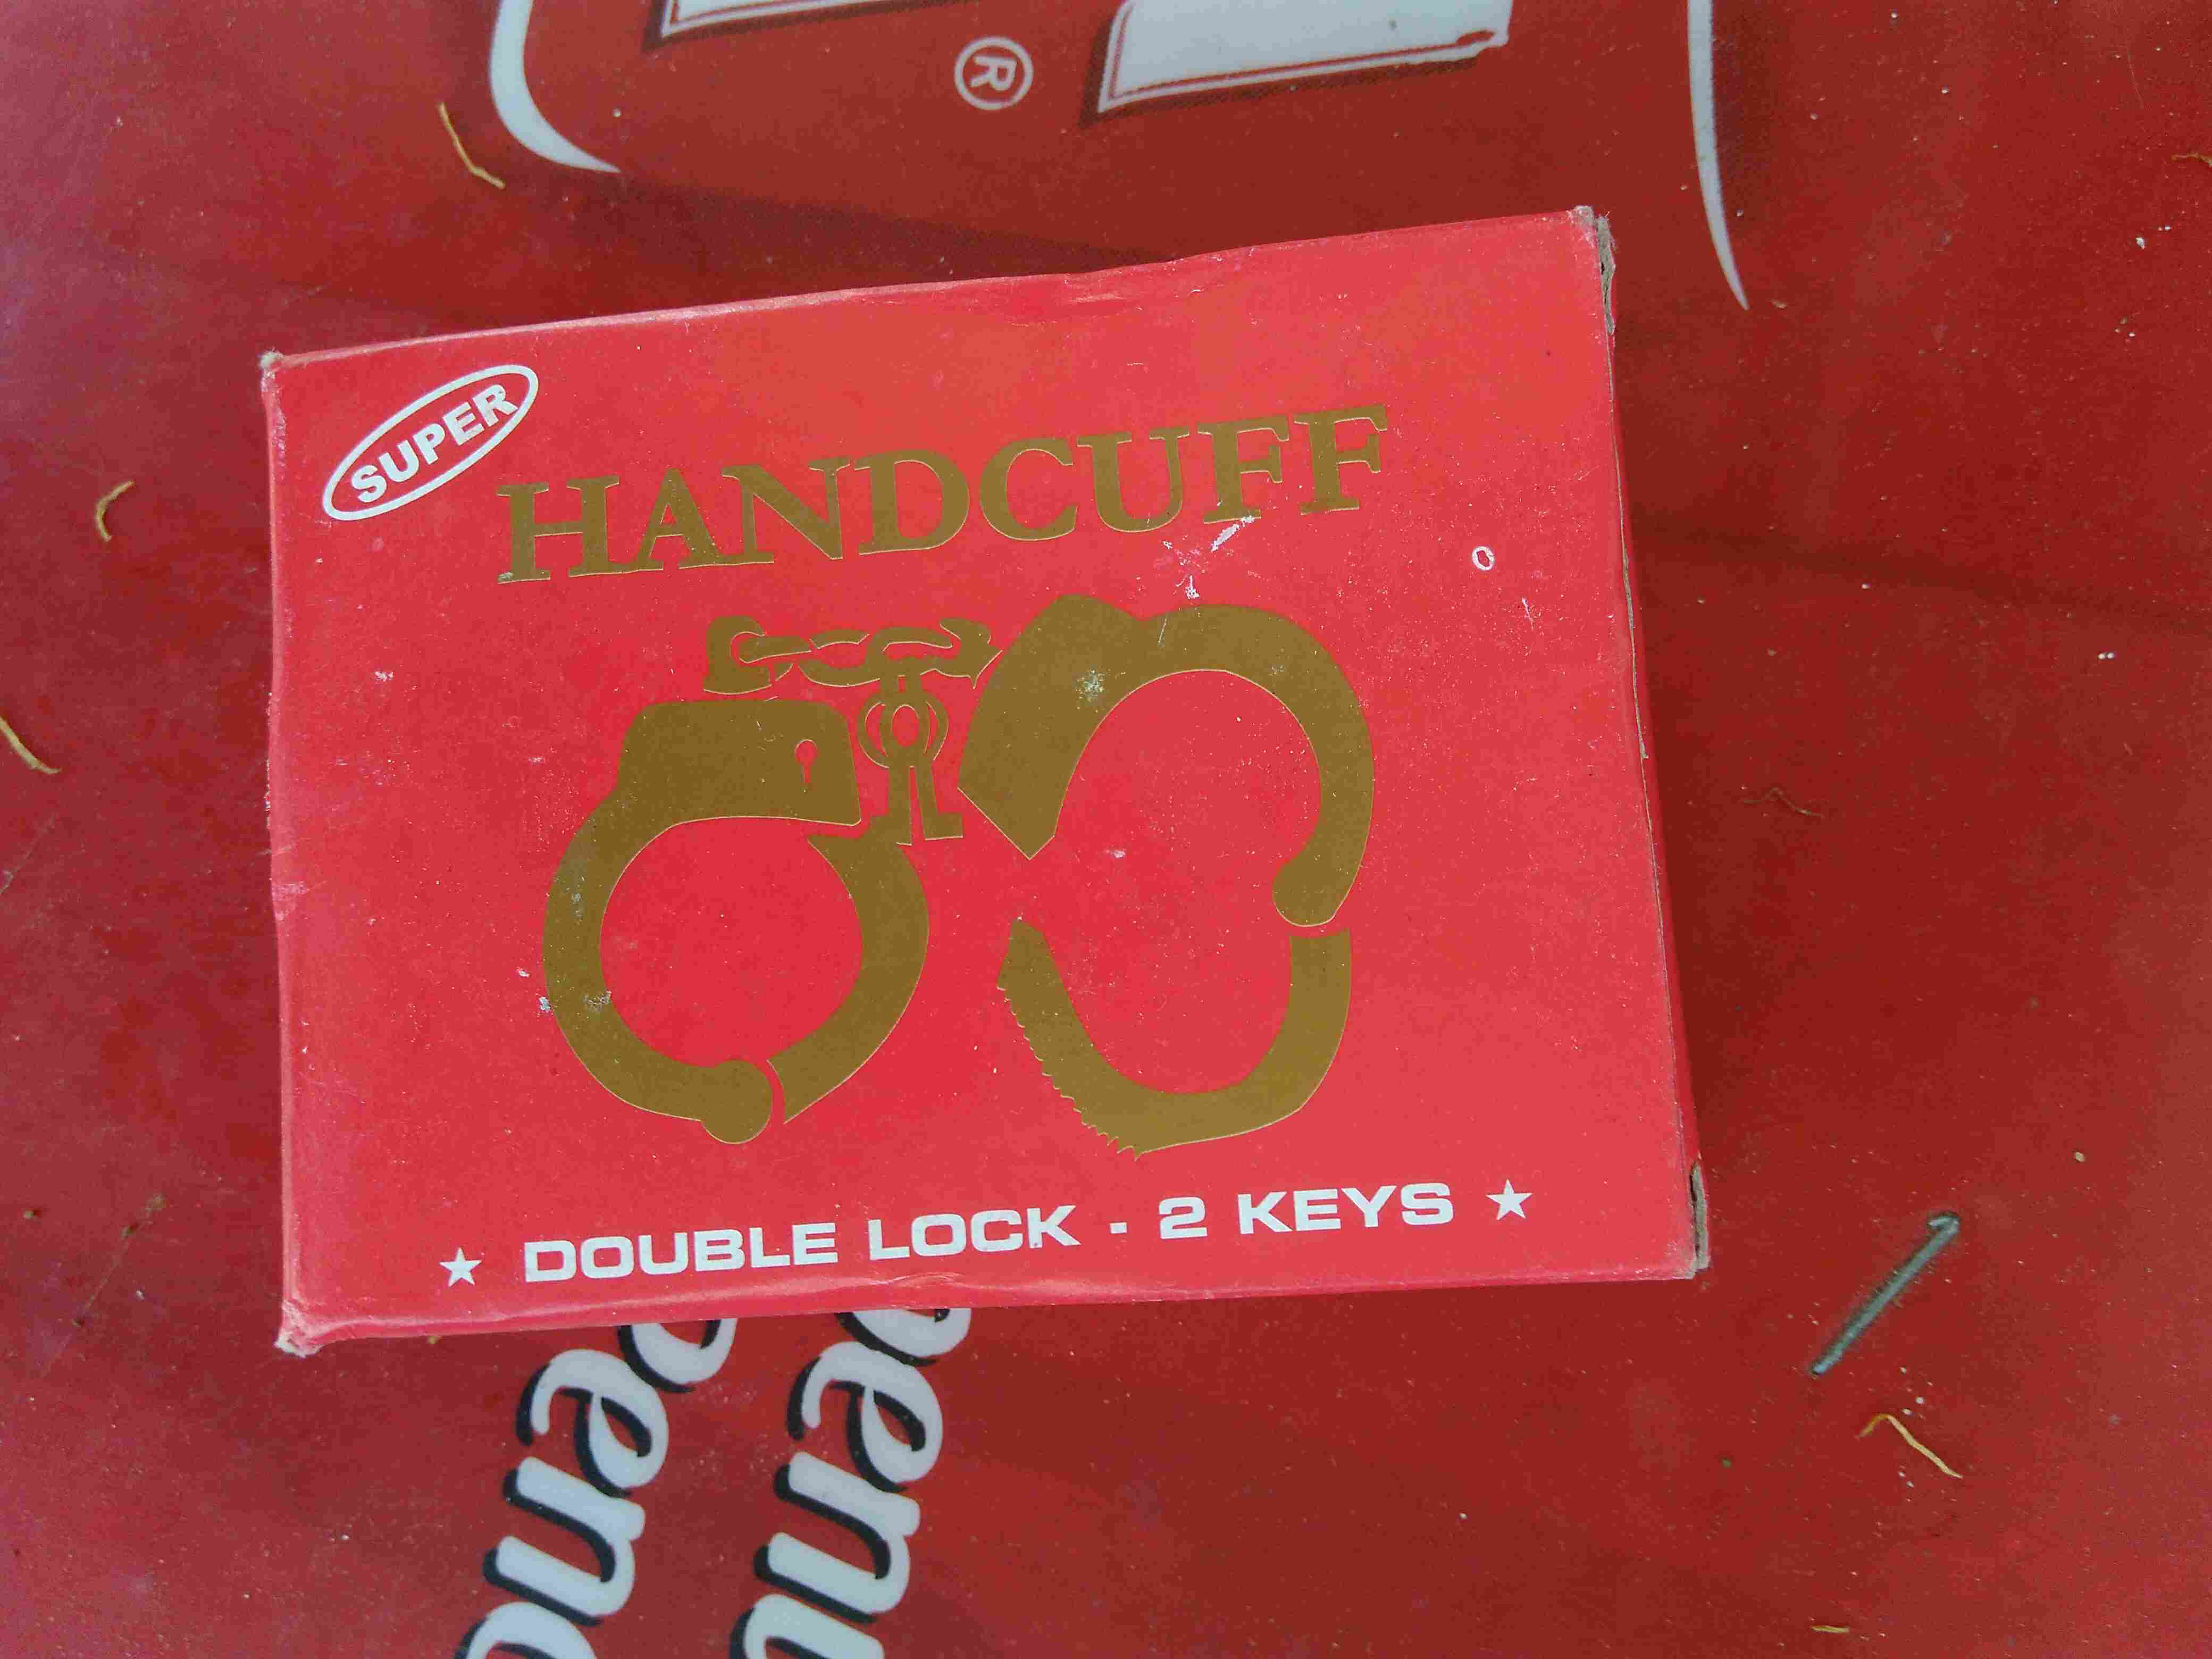 ®
SUPER
HANDCUFF
★ DOUBLE LOCK - 2 KEYS ★